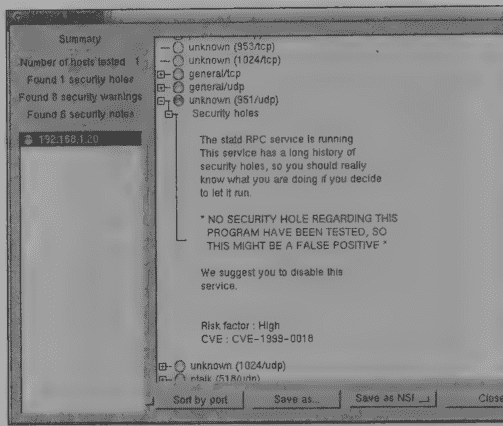 Summary
Number of hosts tested 1
Found 1 security holes
Found 8 security warnings
Found 6 security notes
192.168.1.20
unknown (953/tcp)
unknown (1024/tcp)
general/tcp
general/udp
unknown (951/udp)
Security holes
The statd RPC service is running
This service has a long history of
security holes, so you should really
know what you are doing if you decide
to let it run.
* NO SECURITY HOLE REGARDING THIS
PROGRAM HAVE BEEN TESTED, SO
THIS MIGHT BE A FALSE POSITIVE *
We suggest you to disable this
service.
Risk factor : High
CVE : CVE-1999-0018
unknown (1024/udp)
ntalk (518/udp)
Sort by port
Save as...
Save as NSI
Close